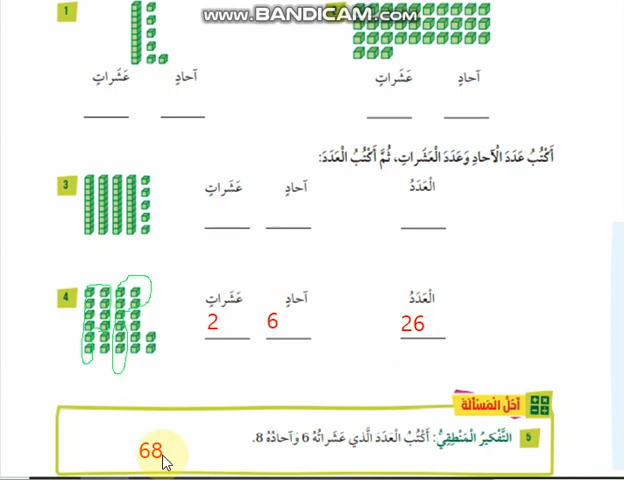 www.BANDICAM.com
1
آحادٍ عَشَراتٍ
آحادٍ عَشَراتٍ
أَكْتُبُ عَدَدَ الْآحادِ وَعَدَدَ الْعَشَراتِ، ثُمَّ أَكْتُبُ الْعَدَدَ:
3
عَشَراتٍ آحادٍ الْعَدَدُ
4
عَشَراتٍ آحادٍ الْعَدَدُ
2 6 26
أَحُلُّ الْمَسْأَلَةَ
5 التَّفْكيرُ الْمَنْطِقِيُّ: أَكْتُبُ الْعَدَدَ الَّذي عَشَراتُهُ 6 وَآحادُهُ 8.
68